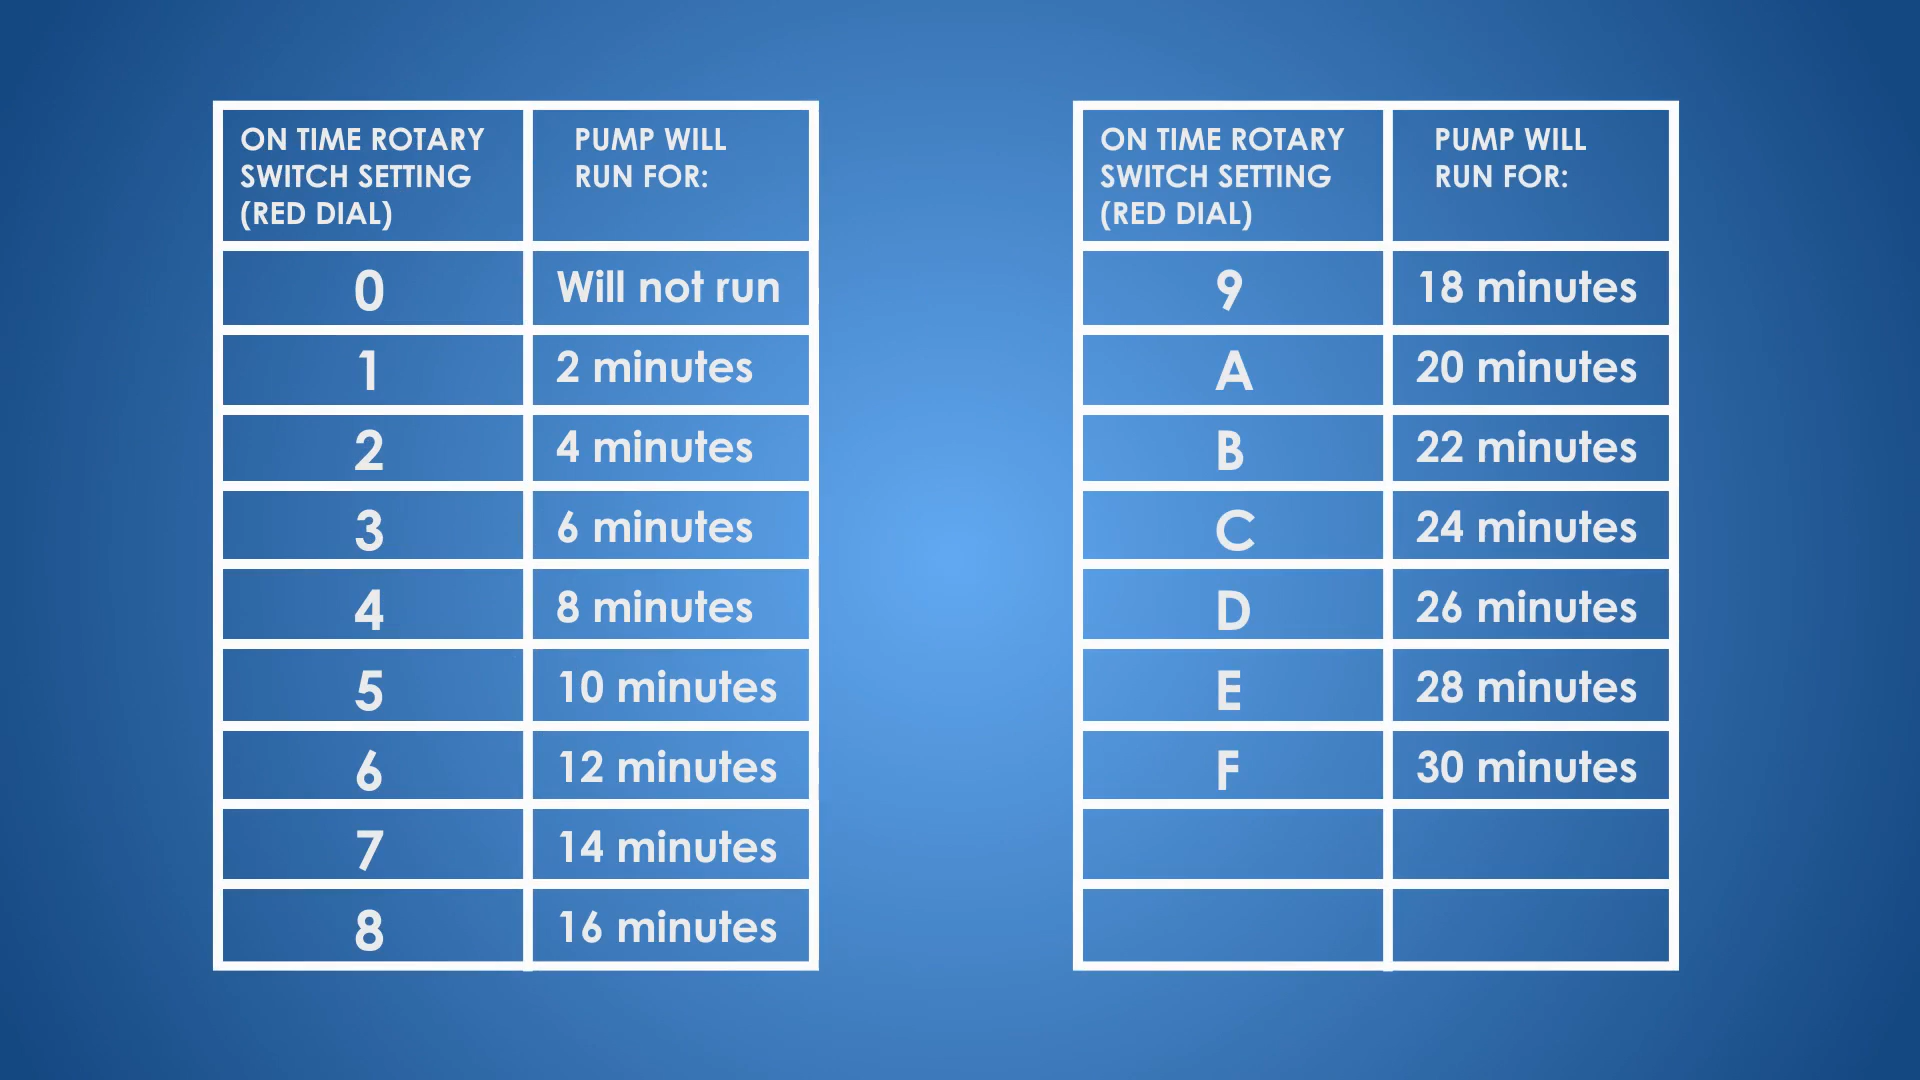 ON TIME ROTARY
SWITCH SETTING
(RED DIAL)
PUMP WILL
RUN FOR:
0 Will not run
1 2 minutes
2 4 minutes
3 6 minutes
4 8 minutes
5 10 minutes
6 12 minutes
7 14 minutes
8 16 minutes
ON TIME ROTARY
SWITCH SETTING
(RED DIAL)
PUMP WILL
RUN FOR:
9 18 minutes
A 20 minutes
B 22 minutes
C 24 minutes
D 26 minutes
E 28 minutes
F 30 minutes